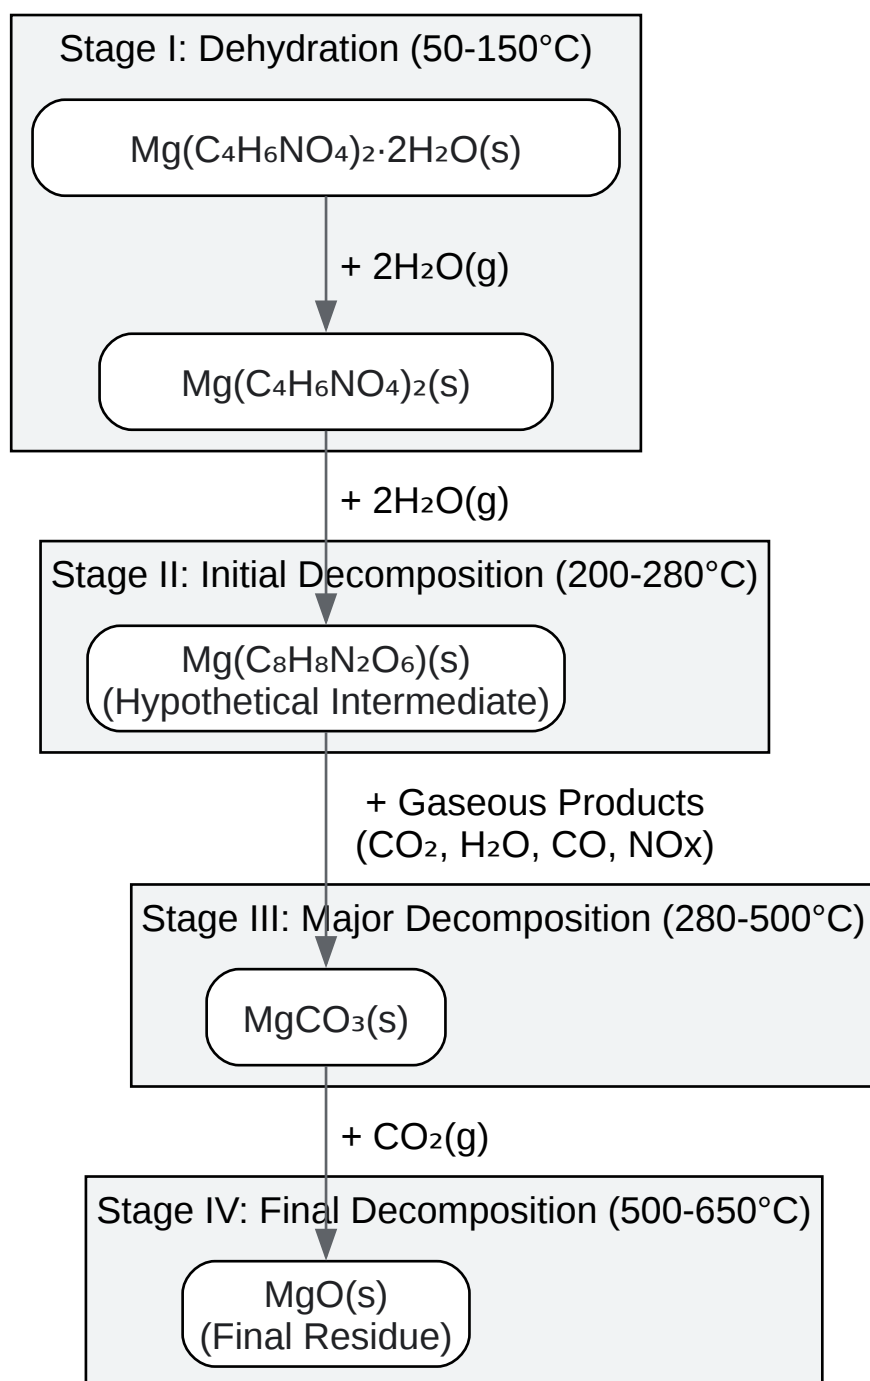 Stage I: Dehydration (50-150°C)
Mg(C₄H₆NO₄)₂·2H₂O(s)
+ 2H₂O(g)
Mg(C₄H₆NO₄)₂(s)
+ 2H₂O(g)
Stage II: Initial Decomposition (200-280°C)
Mg(C₈H₈N₂O₆)(s)
(Hypothetical Intermediate)
+ Gaseous Products
(CO₂, H₂O, CO, NOx)
Stage III: Major Decomposition (280-500°C)
MgCO₃(s)
+ CO₂(g)
Stage IV: Final Decomposition (500-650°C)
MgO(s)
(Final Residue)